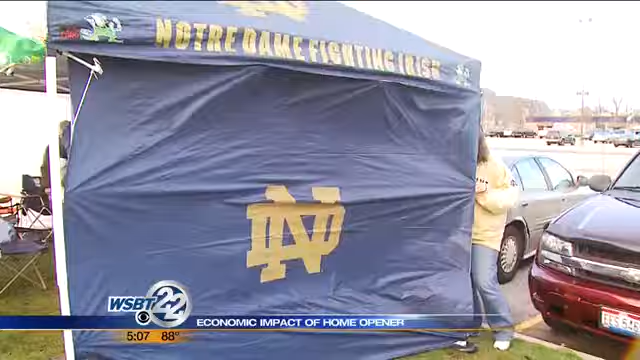 NOTRE DAME FIGHTING IRISH
ND
WSBT 22
ECONOMIC IMPACT OF HOME OPENER
5:07 88°